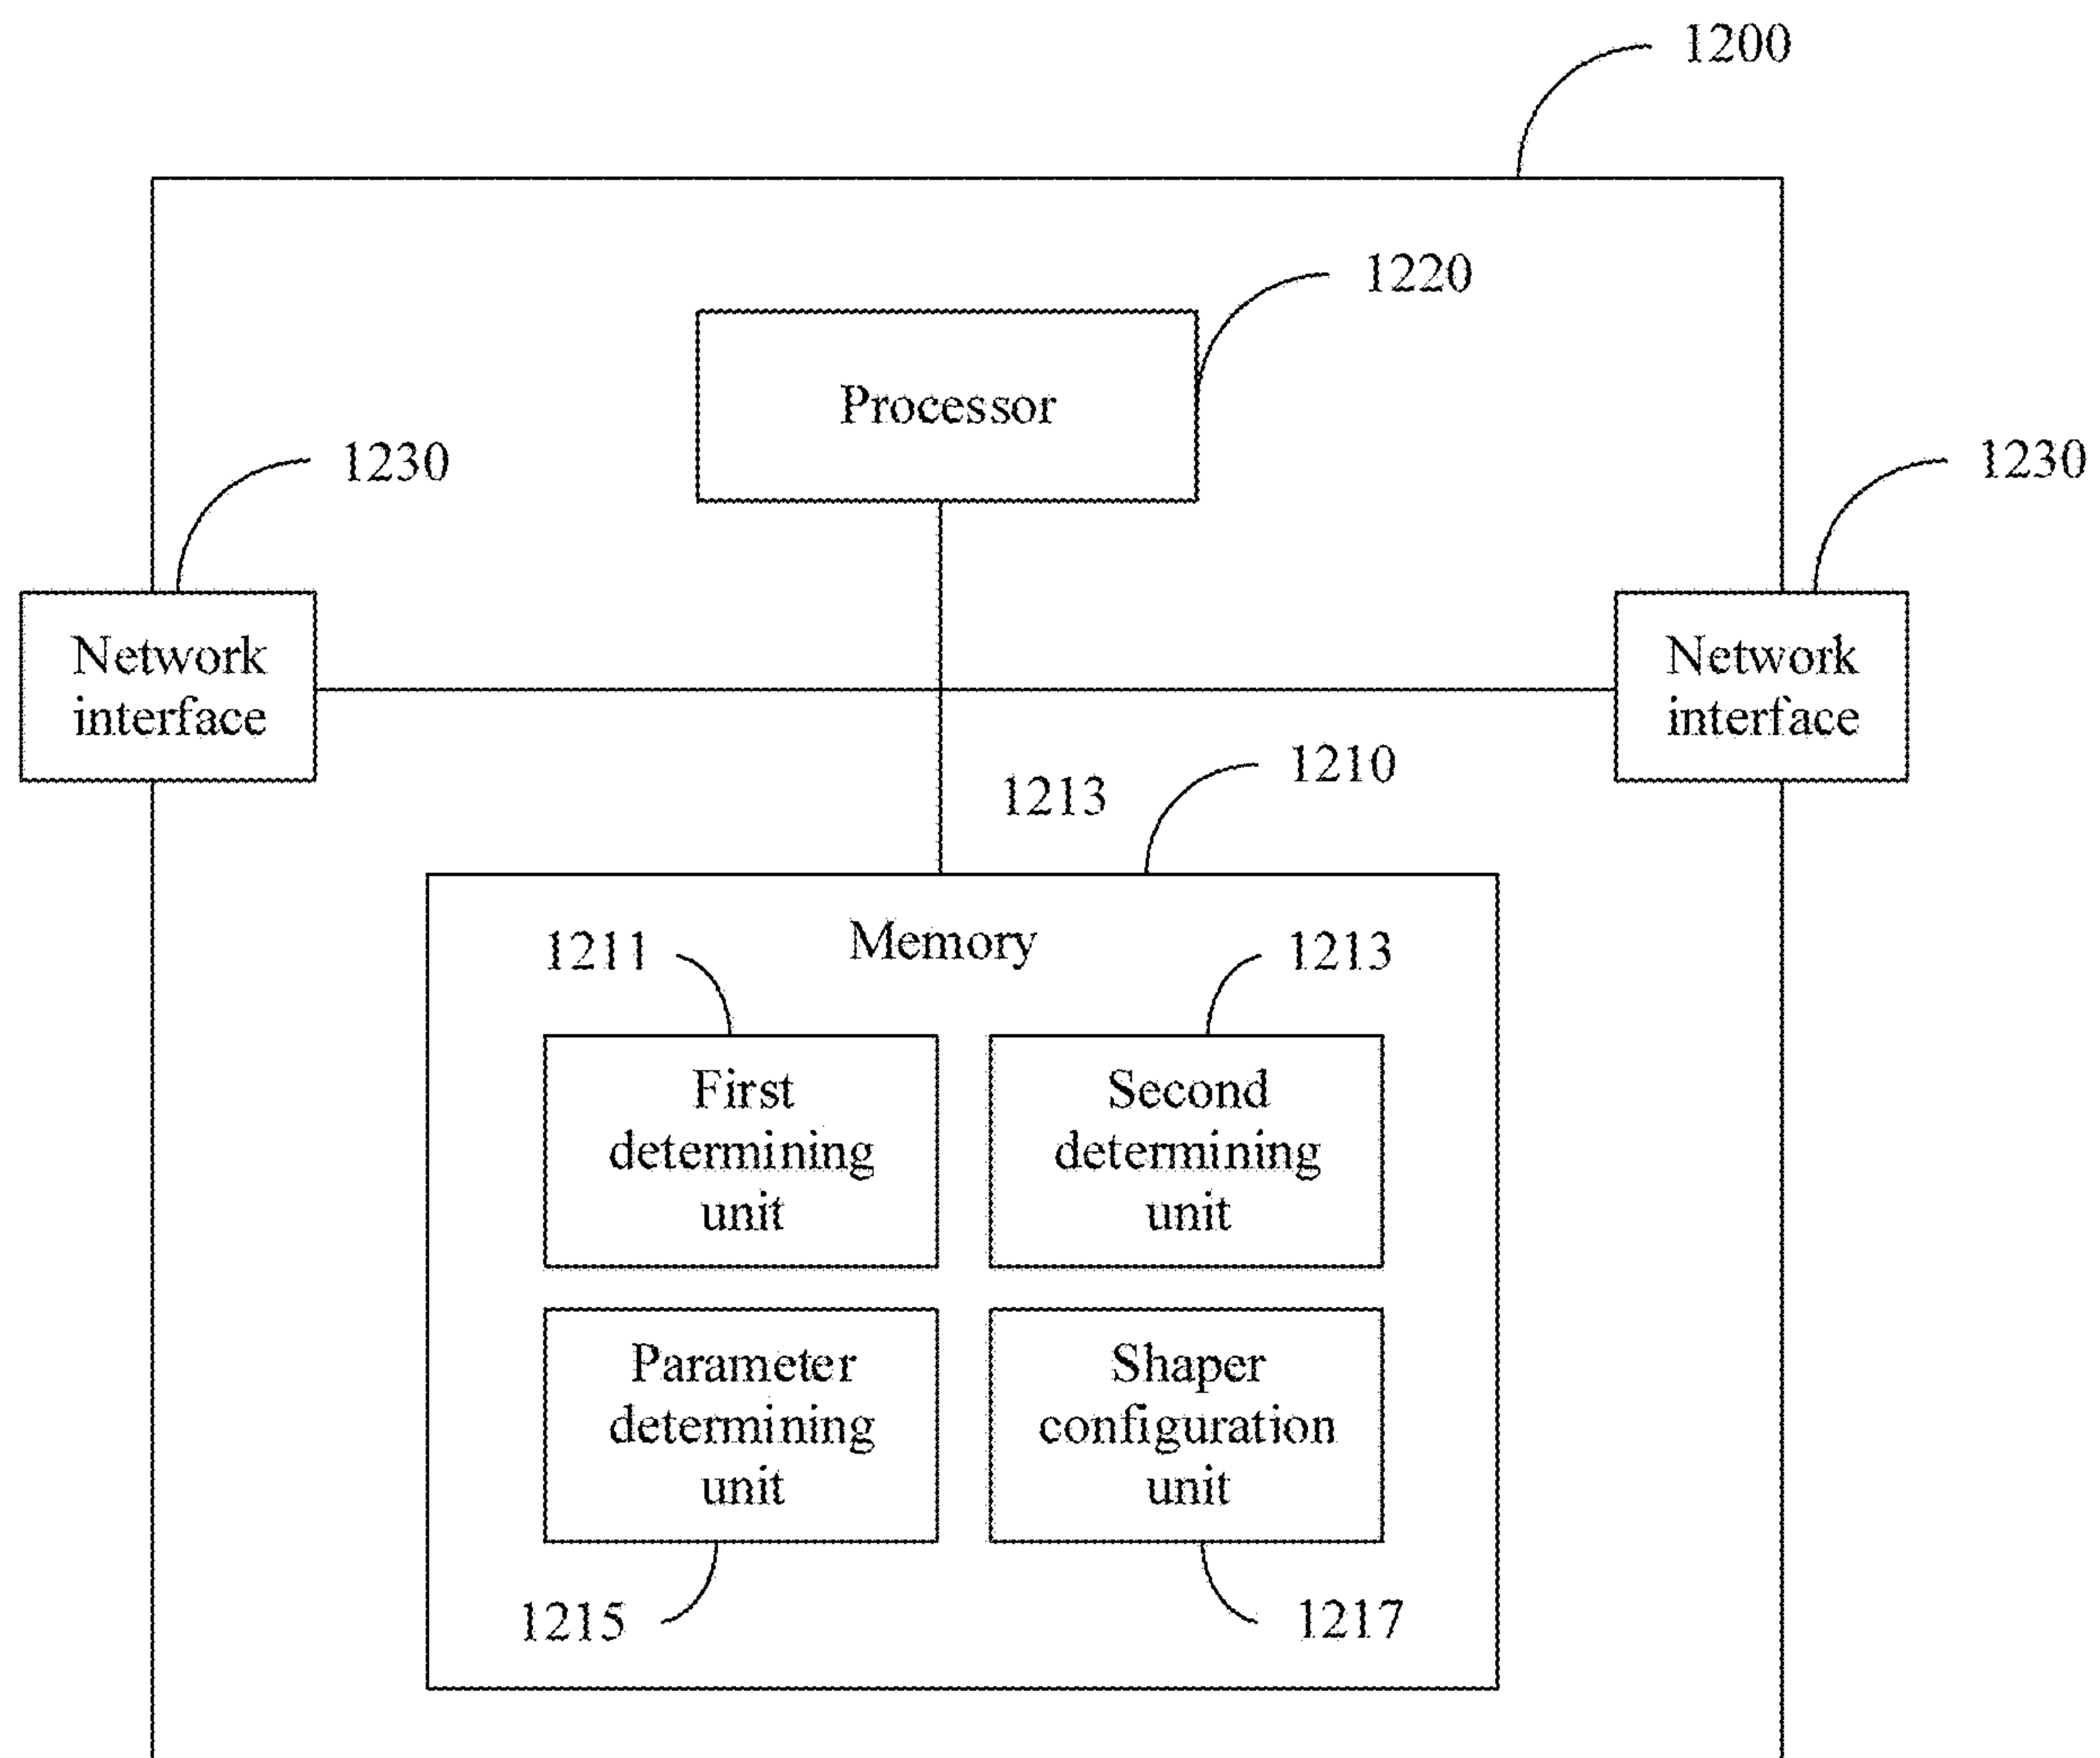 1200
1220
Processor
1230
1230
Network
interface
Network
interface
1210
1213
Memory
1211
1213
First
determining
unit
Second
determining
unit
Parameter
determining
unit
Shaper
configuration
unit
1215
1217